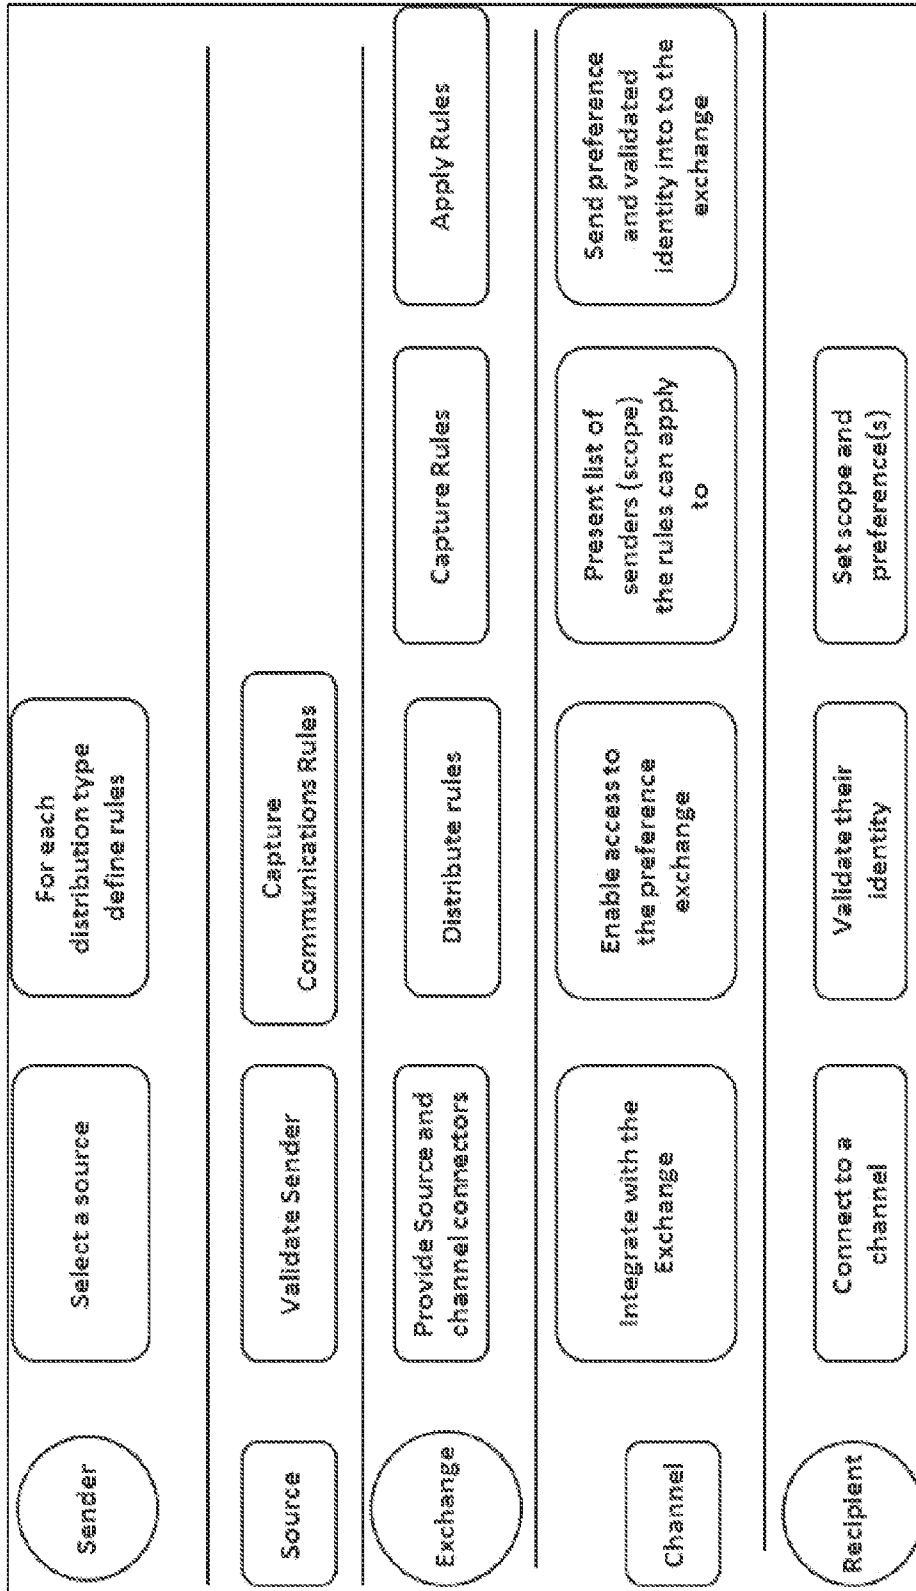 Sender
Select a source
For each
distribution type
define rules
Source
Validate Sender
Capture
Communications Rules
Exchange
Provide Source and
channel connectors
Distribute rules
Capture Rules
Apply Rules
Channel
Integrate with the
Exchange
Enable access to
the preference
exchange
Present list of
senders (scope)
the rules can apply
to
Send preference
and validated
identity into to the
exchange
Recipient
Connect to a
channel
Validate their
identity
Set scope and
preference(s)